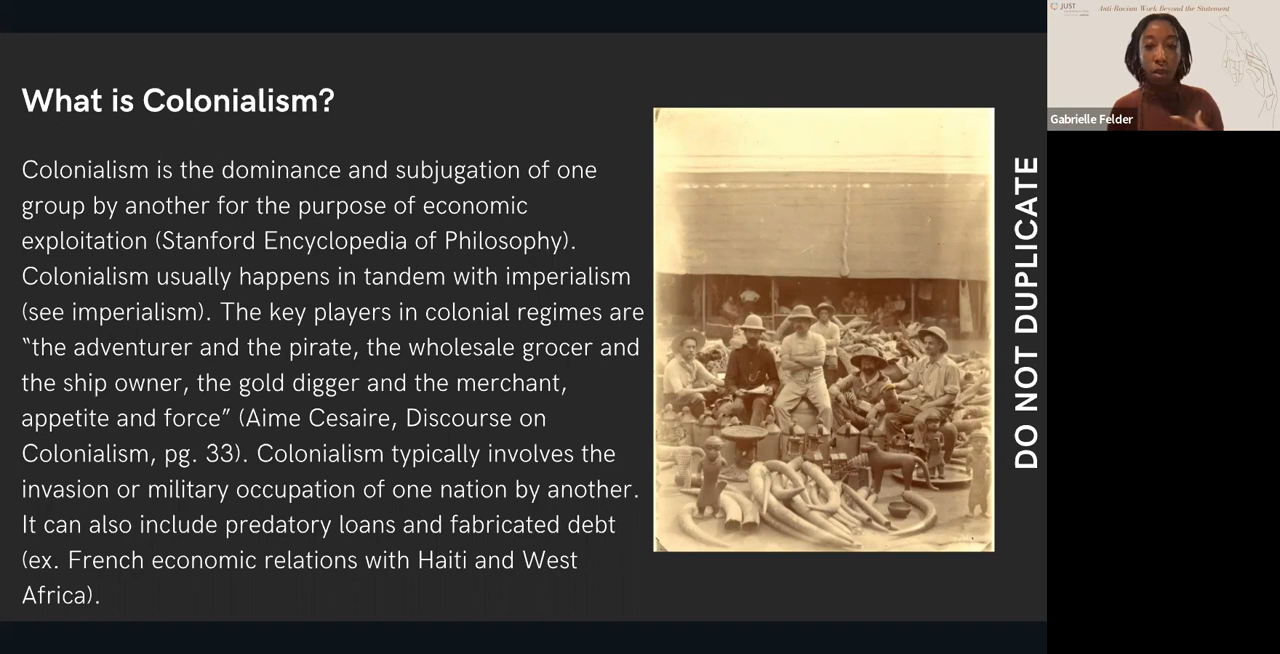 What is Colonialism?
Colonialism is the dominance and subjugation of one
group by another for the purpose of economic
exploitation (Stanford Encyclopedia of Philosophy).
Colonialism usually happens in tandem with imperialism
(see imperialism). The key players in colonial regimes are
“the adventurer and the pirate, the wholesale grocer and
the ship owner, the gold digger and the merchant,
appetite and force” (Aime Cesaire, Discourse on
Colonialism, pg. 33). Colonialism typically involves the
invasion or military occupation of one nation by another.
It can also include predatory loans and fabricated debt
(ex. French economic relations with Haiti and West
Africa).
DO NOT DUPLICATE
JUST
Anti-Racism Work Beyond the Statement
Gabrielle Felder